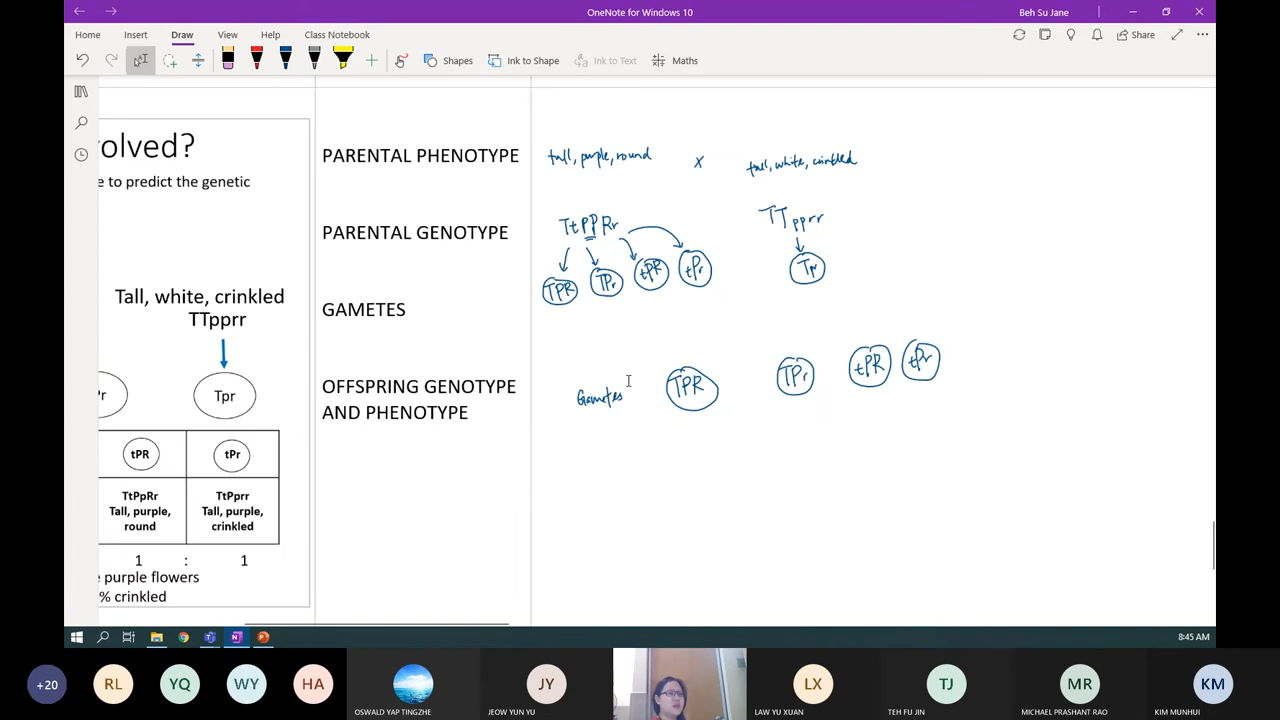 OneNote for Windows 10
Beh Su Jane
Home
Insert
Draw
View
Help
Class Notebook
Share
Shapes
Ink to Shape
Ink to Text
Maths
olved?
e to predict the genetic
Tall, white, crinkled
TTpprr
Pr
Tpr
tPR
tPr
TtPpRr
Tall, purple,
round
TtPprr
Tall, purple,
crinkled
1 : 1
e purple flowers
% crinkled
PARENTAL PHENOTYPE
PARENTAL GENOTYPE
GAMETES
OFFSPRING GENOTYPE
AND PHENOTYPE
tall, purple, round x tall, white, crinkled
TtPPRr
TTpprr
TPR
TPr
tPR
tPr
Tpr
Gametes
TPR
TPr
tPR
tPr
8:45 AM
+20
RL
YQ
WY
HA
OSWALD YAP TINGZHE
JY
JEOW YUN YU
LX
LAW YU XUAN
TJ
TEH FU JIN
MR
MICHAEL PRASHANT RAO
KM
KIM MUNHUI